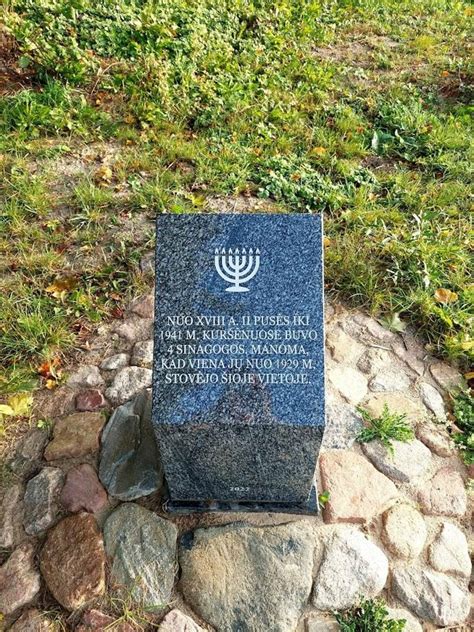 NUO XVIII A. II PUSĖS IKI
1941 M. KURŠĖNUOSE BUVO
4 SINAGOGOS. MANOMA,
KAD VIENA JŲ NUO 1929 M.
STOVĖJO ŠIOJE VIETOJE.
2022